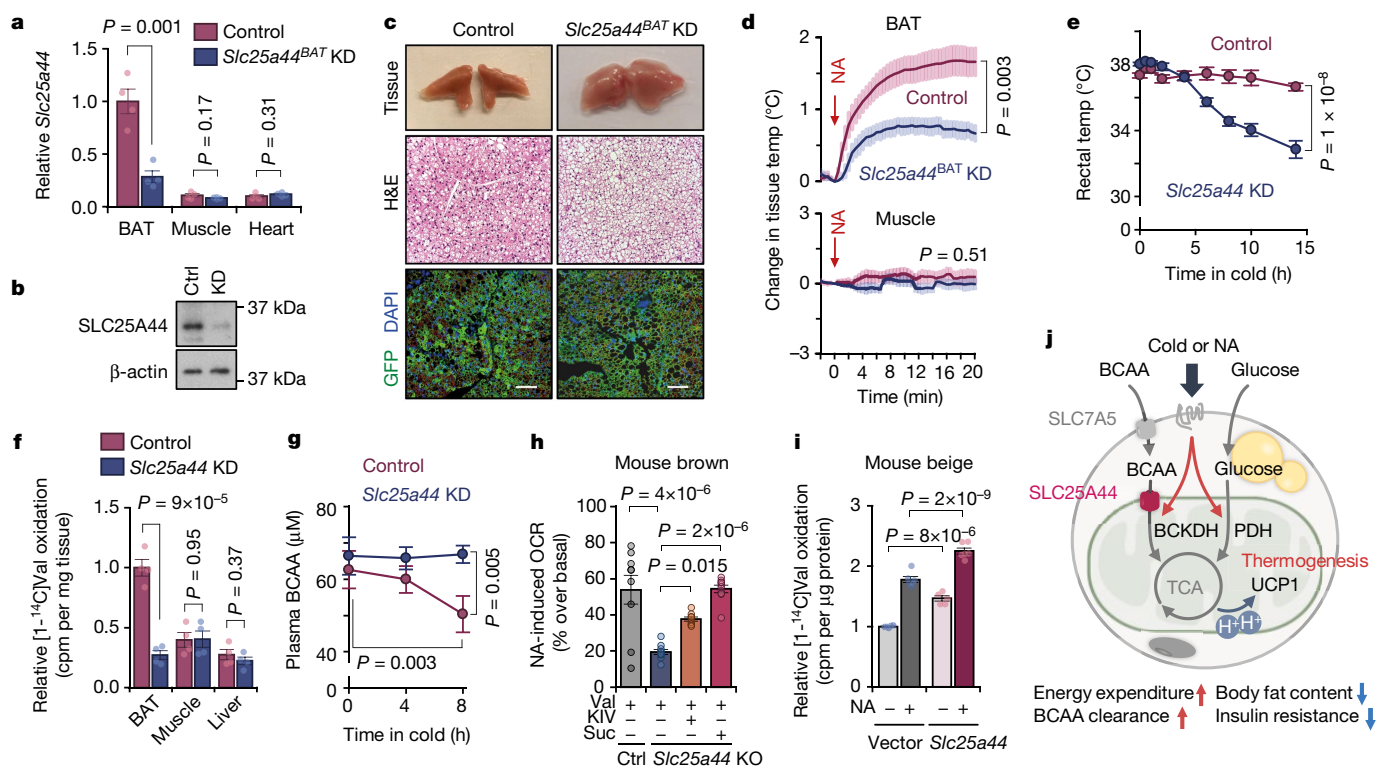 a
P = 0.001
Control
Slc25a44BAT KD
Relative Slc25a44
1.5
1.0
0.5
0.0
P = 0.17
P = 0.31
BAT Muscle Heart
b
Ctrl KD
SLC25A44
37 kDa
β-actin
37 kDa
c
Control Slc25a44BAT KD
Tissue
H&E
GFP DAPI
d
BAT
Change in tissue temp (°C)
2
1
0
NA
Control
Slc25a44BAT KD
P = 0.003
3
0
−3
NA
Muscle
P = 0.51
0 4 8 12 16 20
Time (min)
e
Rectal temp (°C)
38
34
30
0
Control
Slc25a44 KD
P = 1 × 10−8
0 5 10 15
Time in cold (h)
f
Control
Slc25a44 KD
Relative [1-14C]Val oxidation
(cpm per mg tissue)
1.5
1.0
0.5
0.0
P = 9×10−5
P = 0.95
P = 0.37
BAT
Muscle
Liver
g
Control
Slc25a44 KD
Plasma BCAA (μM)
80
60
40
0
P = 0.005
P = 0.003
0 4 8
Time in cold (h)
h
Mouse brown
NA-induced OCR
(% over basal)
100
80
60
40
20
0
P = 4×10−6
P = 2×10−6
P = 0.015
Val + + + +
KIV − − + −
Suc − − − +
Ctrl Slc25a44 KO
i
Mouse beige
Relative [1-14C]Val oxidation
(cpm per μg protein)
3
2
1
0
P = 2×10−9
P = 8×10−6
NA − + − +
Vector Slc25a44
j
Cold or NA
BCAA Glucose
SLC7A5
BCAA Glucose
SLC25A44
BCKDH PDH
Thermogenesis
TCA
UCP1
H+ H+
Energy expenditure Body fat content
BCAA clearance Insulin resistance